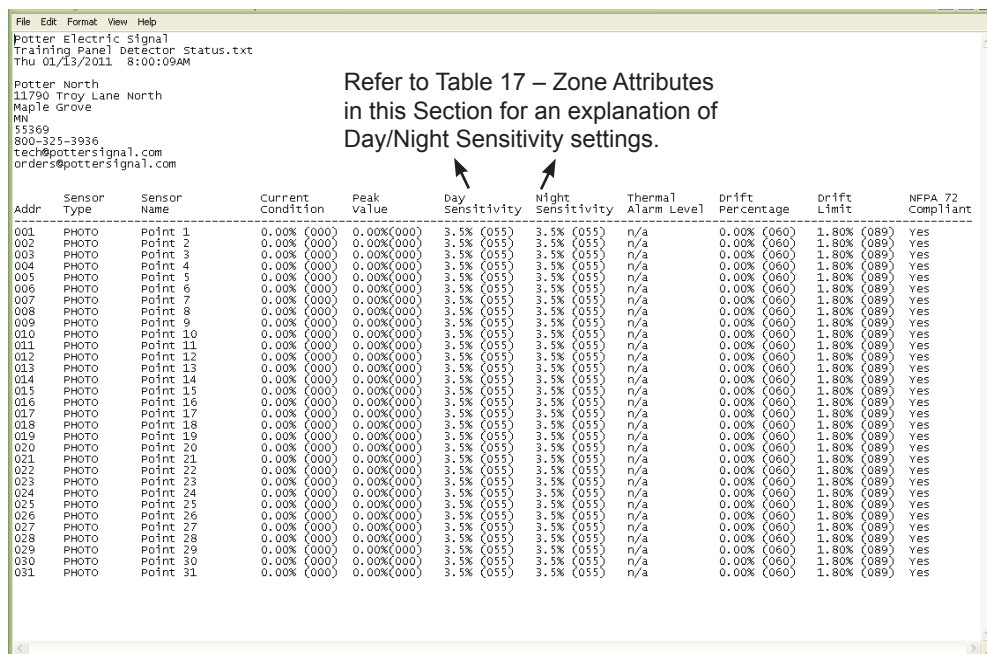 File Edit Format View Help
Potter Electric Signal
Training Panel Detector Status.txt
Thu 01/13/2011 8:00:09AM
Potter North
11790 Troy Lane North
Maple Grove
MN
55369
800-325-3936
tech@pottersignal.com
orders@pottersignal.com
Refer to Table 17 – Zone Attributes
in this Section for an explanation of
Day/Night Sensitivity settings.
Sensor Sensor Current Peak Day Night Thermal Drift Drift NFPA 72
Addr Type Name Condition Value Sensitivity Sensitivity Alarm Level Percentage Limit Compliant
001 PHOTO Point 1 0.00% (000) 0.00%(000) 3.5% (055) 3.5% (055) n/a 0.00% (060) 1.80% (089) Yes
002 PHOTO Point 2 0.00% (000) 0.00%(000) 3.5% (055) 3.5% (055) n/a 0.00% (060) 1.80% (089) Yes
003 PHOTO Point 3 0.00% (000) 0.00%(000) 3.5% (055) 3.5% (055) n/a 0.00% (060) 1.80% (089) Yes
004 PHOTO Point 4 0.00% (000) 0.00%(000) 3.5% (055) 3.5% (055) n/a 0.00% (060) 1.80% (089) Yes
005 PHOTO Point 5 0.00% (000) 0.00%(000) 3.5% (055) 3.5% (055) n/a 0.00% (060) 1.80% (089) Yes
006 PHOTO Point 6 0.00% (000) 0.00%(000) 3.5% (055) 3.5% (055) n/a 0.00% (060) 1.80% (089) Yes
007 PHOTO Point 7 0.00% (000) 0.00%(000) 3.5% (055) 3.5% (055) n/a 0.00% (060) 1.80% (089) Yes
008 PHOTO Point 8 0.00% (000) 0.00%(000) 3.5% (055) 3.5% (055) n/a 0.00% (060) 1.80% (089) Yes
009 PHOTO Point 9 0.00% (000) 0.00%(000) 3.5% (055) 3.5% (055) n/a 0.00% (060) 1.80% (089) Yes
010 PHOTO Point 10 0.00% (000) 0.00%(000) 3.5% (055) 3.5% (055) n/a 0.00% (060) 1.80% (089) Yes
011 PHOTO Point 11 0.00% (000) 0.00%(000) 3.5% (055) 3.5% (055) n/a 0.00% (060) 1.80% (089) Yes
012 PHOTO Point 12 0.00% (000) 0.00%(000) 3.5% (055) 3.5% (055) n/a 0.00% (060) 1.80% (089) Yes
013 PHOTO Point 13 0.00% (000) 0.00%(000) 3.5% (055) 3.5% (055) n/a 0.00% (060) 1.80% (089) Yes
014 PHOTO Point 14 0.00% (000) 0.00%(000) 3.5% (055) 3.5% (055) n/a 0.00% (060) 1.80% (089) Yes
015 PHOTO Point 15 0.00% (000) 0.00%(000) 3.5% (055) 3.5% (055) n/a 0.00% (060) 1.80% (089) Yes
016 PHOTO Point 16 0.00% (000) 0.00%(000) 3.5% (055) 3.5% (055) n/a 0.00% (060) 1.80% (089) Yes
017 PHOTO Point 17 0.00% (000) 0.00%(000) 3.5% (055) 3.5% (055) n/a 0.00% (060) 1.80% (089) Yes
018 PHOTO Point 18 0.00% (000) 0.00%(000) 3.5% (055) 3.5% (055) n/a 0.00% (060) 1.80% (089) Yes
019 PHOTO Point 19 0.00% (000) 0.00%(000) 3.5% (055) 3.5% (055) n/a 0.00% (060) 1.80% (089) Yes
020 PHOTO Point 20 0.00% (000) 0.00%(000) 3.5% (055) 3.5% (055) n/a 0.00% (060) 1.80% (089) Yes
021 PHOTO Point 21 0.00% (000) 0.00%(000) 3.5% (055) 3.5% (055) n/a 0.00% (060) 1.80% (089) Yes
022 PHOTO Point 22 0.00% (000) 0.00%(000) 3.5% (055) 3.5% (055) n/a 0.00% (060) 1.80% (089) Yes
023 PHOTO Point 23 0.00% (000) 0.00%(000) 3.5% (055) 3.5% (055) n/a 0.00% (060) 1.80% (089) Yes
024 PHOTO Point 24 0.00% (000) 0.00%(000) 3.5% (055) 3.5% (055) n/a 0.00% (060) 1.80% (089) Yes
025 PHOTO Point 25 0.00% (000) 0.00%(000) 3.5% (055) 3.5% (055) n/a 0.00% (060) 1.80% (089) Yes
026 PHOTO Point 26 0.00% (000) 0.00%(000) 3.5% (055) 3.5% (055) n/a 0.00% (060) 1.80% (089) Yes
027 PHOTO Point 27 0.00% (000) 0.00%(000) 3.5% (055) 3.5% (055) n/a 0.00% (060) 1.80% (089) Yes
028 PHOTO Point 28 0.00% (000) 0.00%(000) 3.5% (055) 3.5% (055) n/a 0.00% (060) 1.80% (089) Yes
029 PHOTO Point 29 0.00% (000) 0.00%(000) 3.5% (055) 3.5% (055) n/a 0.00% (060) 1.80% (089) Yes
030 PHOTO Point 30 0.00% (000) 0.00%(000) 3.5% (055) 3.5% (055) n/a 0.00% (060) 1.80% (089) Yes
031 PHOTO Point 31 0.00% (000) 0.00%(000) 3.5% (055) 3.5% (055) n/a 0.00% (060) 1.80% (089) Yes